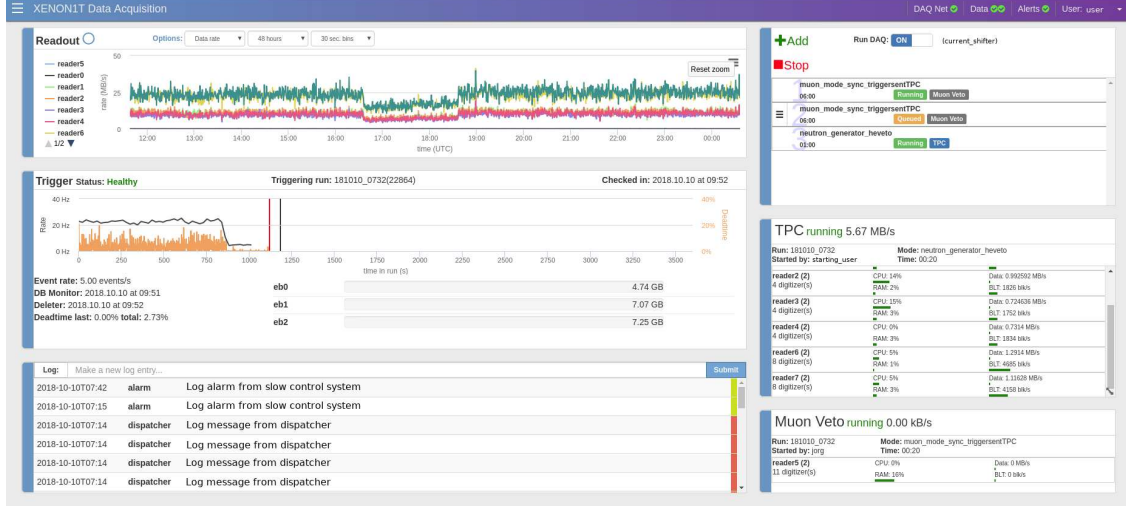 XENON1T Data Acquisition
DAQ Net
Data
Alerts
User: user
Readout
Options: Data rate 48 hours 30 sec. bins
reader5
reader0
reader1
reader2
reader3
reader4
reader6
1/2
rate (MB/s)
50
25
0
Reset zoom
12:00 13:00 14:00 15:00 16:00 17:00 18:00 19:00 20:00 21:00 22:00 23:00 00:00
time (UTC)
Trigger Status: Healthy
Triggering run: 181010_0732(22864)
Checked in: 2018.10.10 at 09:52
Rate
40 Hz
20 Hz
0 Hz
40%
20%
0%
Deadtime
0 250 500 750 1000 1250 1500 1750 2000 2250 2500 2750 3000 3250 3500
time in run (s)
Event rate: 5.00 events/s
DB Monitor: 2018.10.10 at 09:51
Deleter: 2018.10.10 at 09:52
Deadtime last: 0.00% total: 2.73%
eb0 4.74 GB
eb1 7.07 GB
eb2 7.25 GB
Log: Make a new log entry... Submit
2018-10-10T07:42 alarm Log alarm from slow control system
2018-10-10T07:15 alarm Log alarm from slow control system
2018-10-10T07:14 dispatcher Log message from dispatcher
2018-10-10T07:14 dispatcher Log message from dispatcher
2018-10-10T07:14 dispatcher Log message from dispatcher
2018-10-10T07:14 dispatcher Log message from dispatcher
Add
Run DAQ: ON (current_shifter)
Stop
muon_mode_sync_triggersentTPC
06:00 Running Muon Veto
muon_mode_sync_triggersentTPC
06:00 Queued Muon Veto
neutron_generator_heveto
01:00 Running TPC
TPC running 5.67 MB/s
Run: 181010_0732 Mode: neutron_generator_heveto
Started by: starting_user Time: 00:20
reader2 (2) CPU: 14% Data: 0.992592 MB/s
4 digitizer(s) RAM: 2% BLT: 1826 blk/s
reader3 (2) CPU: 15% Data: 0.724636 MB/s
4 digitizer(s) RAM: 3% BLT: 1752 blk/s
reader4 (2) CPU: 0% Data: 0.7314 MB/s
4 digitizer(s) RAM: 3% BLT: 1834 blk/s
reader6 (2) CPU: 5% Data: 1.2914 MB/s
8 digitizer(s) RAM: 1% BLT: 4685 blk/s
reader7 (2) CPU: 5% Data: 1.11628 MB/s
8 digitizer(s) RAM: 3% BLT: 4158 blk/s
Muon Veto running 0.00 kB/s
Run: 181010_0732 Mode: muon_mode_sync_triggersentTPC
Started by: jorg Time: 00:20
reader5 (2) CPU: 0% Data: 0 MB/s
11 digitizer(s) RAM: 16% BLT: 0 blk/s